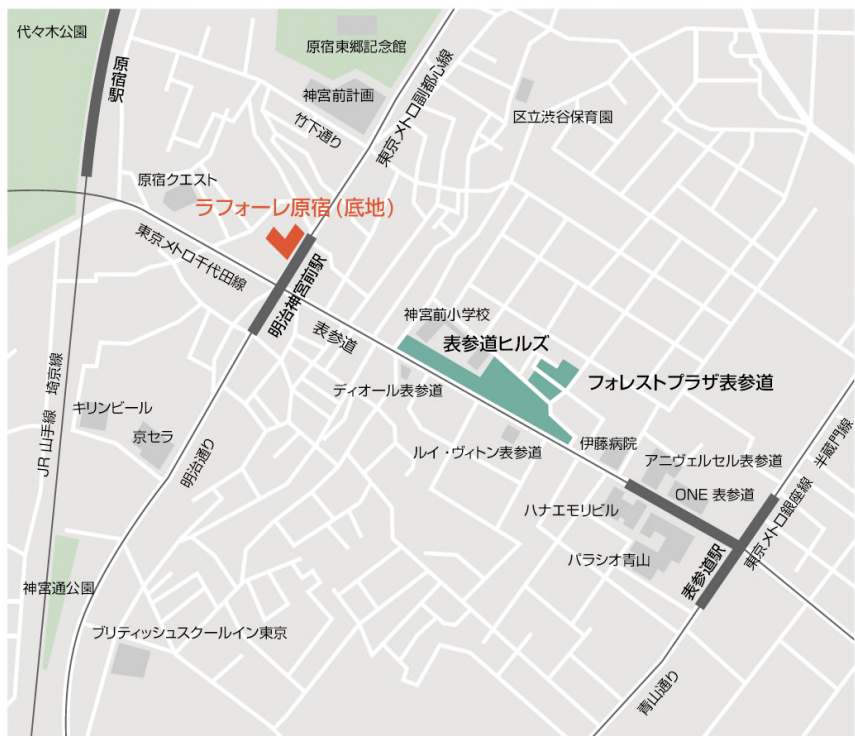 代々木公園
原宿駅
原宿東郷記念館
神宮前計画
竹下通り
東京メトロ副都心線
区立渋谷保育園
原宿クエスト
ラフォーレ原宿(底地)
東京メトロ千代田線
明治神宮前駅
表参道
神宮前小学校
表参道ヒルズ
フォレストプラザ表参道
ディオール表参道
JR山手線 埼京線
キリンビール
京セラ
明治通り
ルイ・ヴィトン表参道
伊藤病院
アニヴェルセル表参道
ONE 表参道
ハナエモリビル
パラシオ青山
表参道駅
東京メトロ銀座線 半蔵門線
神宮通公園
ブリティッシュスクールイン東京
青山通り